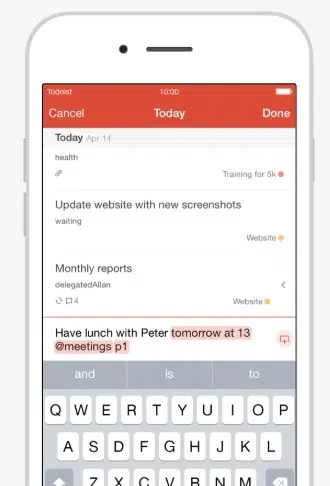 Todoist 10:00
Cancel Today Done
Today Apr 14
health
Training for 5k
Update website with new screenshots
waiting
Website
Monthly reports
delegatedAllan
4 Website
Have lunch with Peter tomorrow at 13
@meetings p1
and is to
Q W E R T Y U I O P
A S D F G H J K L
Z X C V B N M